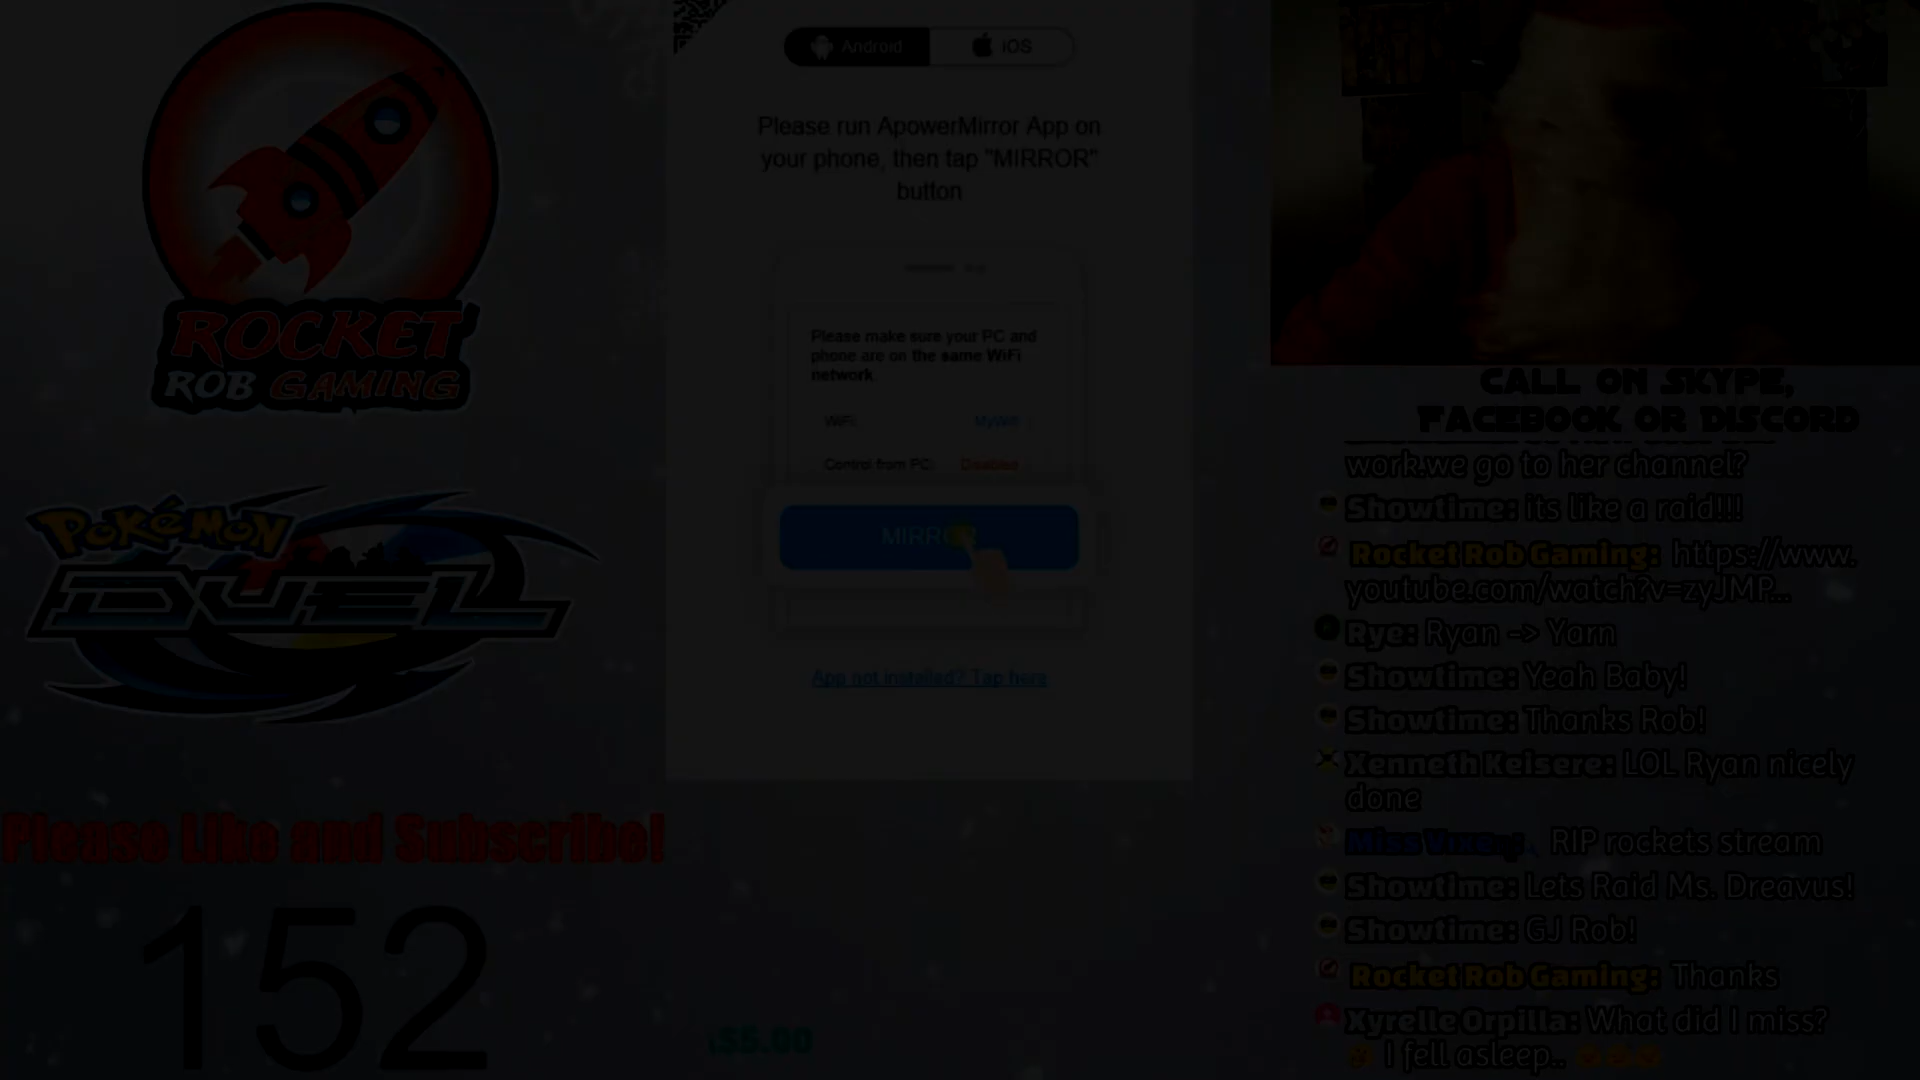 ROCKET
ROB GAMING
POKéMON
DUEL
Please Like and Subscribe!
152
Android
iOS
Please run ApowerMirror App on
your phone, then tap "MIRROR"
button
Please make sure your PC and
phone are on the same WiFi
network
WiFi:
MyWifi
Control from PC:
Disabled
App not installed? Tap here
$5.00
CALL ON SKYPE,
FACEBOOK OR DISCORD
work.we go to her channel?
Showtime: its like a raid!!!
Rocket Rob Gaming: https://www.
youtube.com/watch?v=zyJMP...
Rye: Ryan -> Yarn
Showtime: Yeah Baby!
Showtime: Thanks Rob!
Xenneth Keisere: LOL Ryan nicely
done
RIP rockets stream
Showtime: Lets Raid Ms. Dreavus!
Showtime: GJ Rob!
Rocket Rob Gaming: Thanks
Xyrelle Orpilla: What did I miss?
I fell asleep..